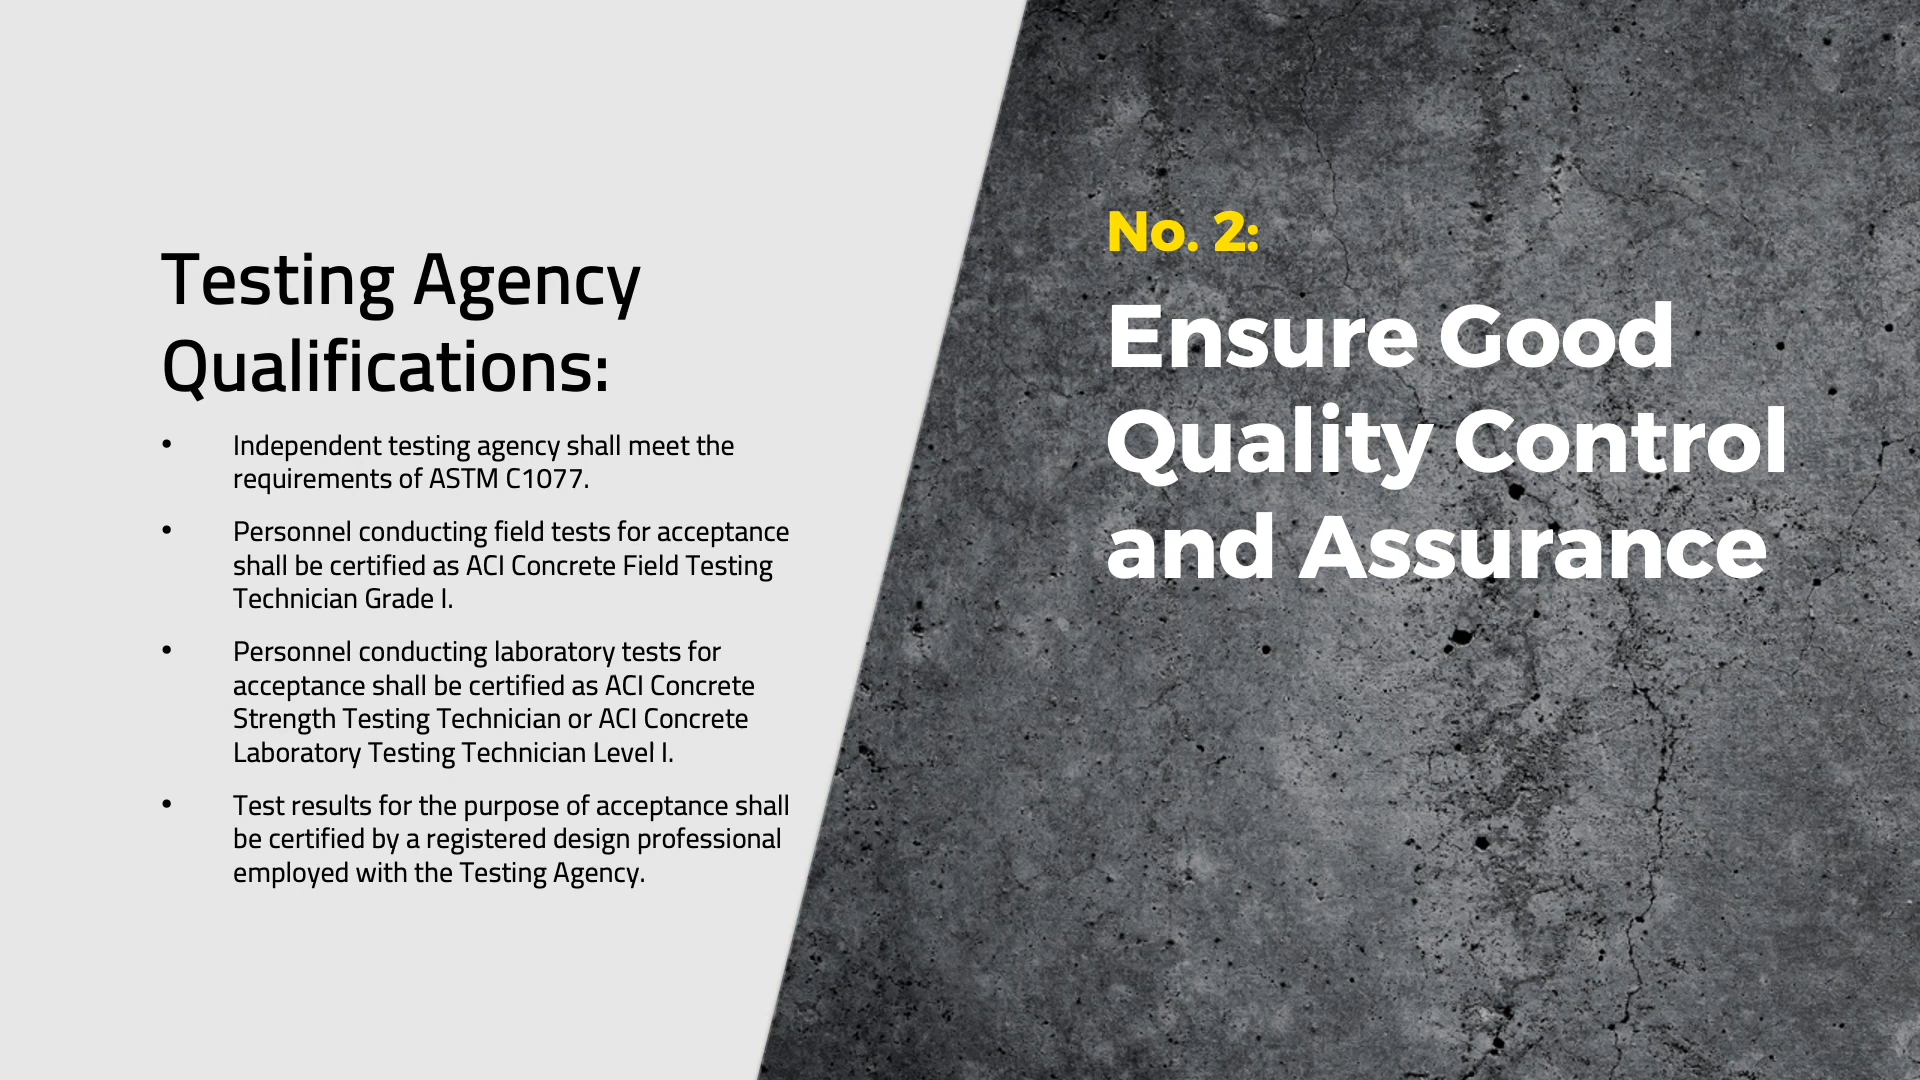 Testing Agency
Qualifications:
• Independent testing agency shall meet the
requirements of ASTM C1077.
• Personnel conducting field tests for acceptance
shall be certified as ACI Concrete Field Testing
Technician Grade I.
• Personnel conducting laboratory tests for
acceptance shall be certified as ACI Concrete
Strength Testing Technician or ACI Concrete
Laboratory Testing Technician Level I.
• Test results for the purpose of acceptance shall
be certified by a registered design professional
employed with the Testing Agency.
No. 2:
Ensure Good
Quality Control
and Assurance